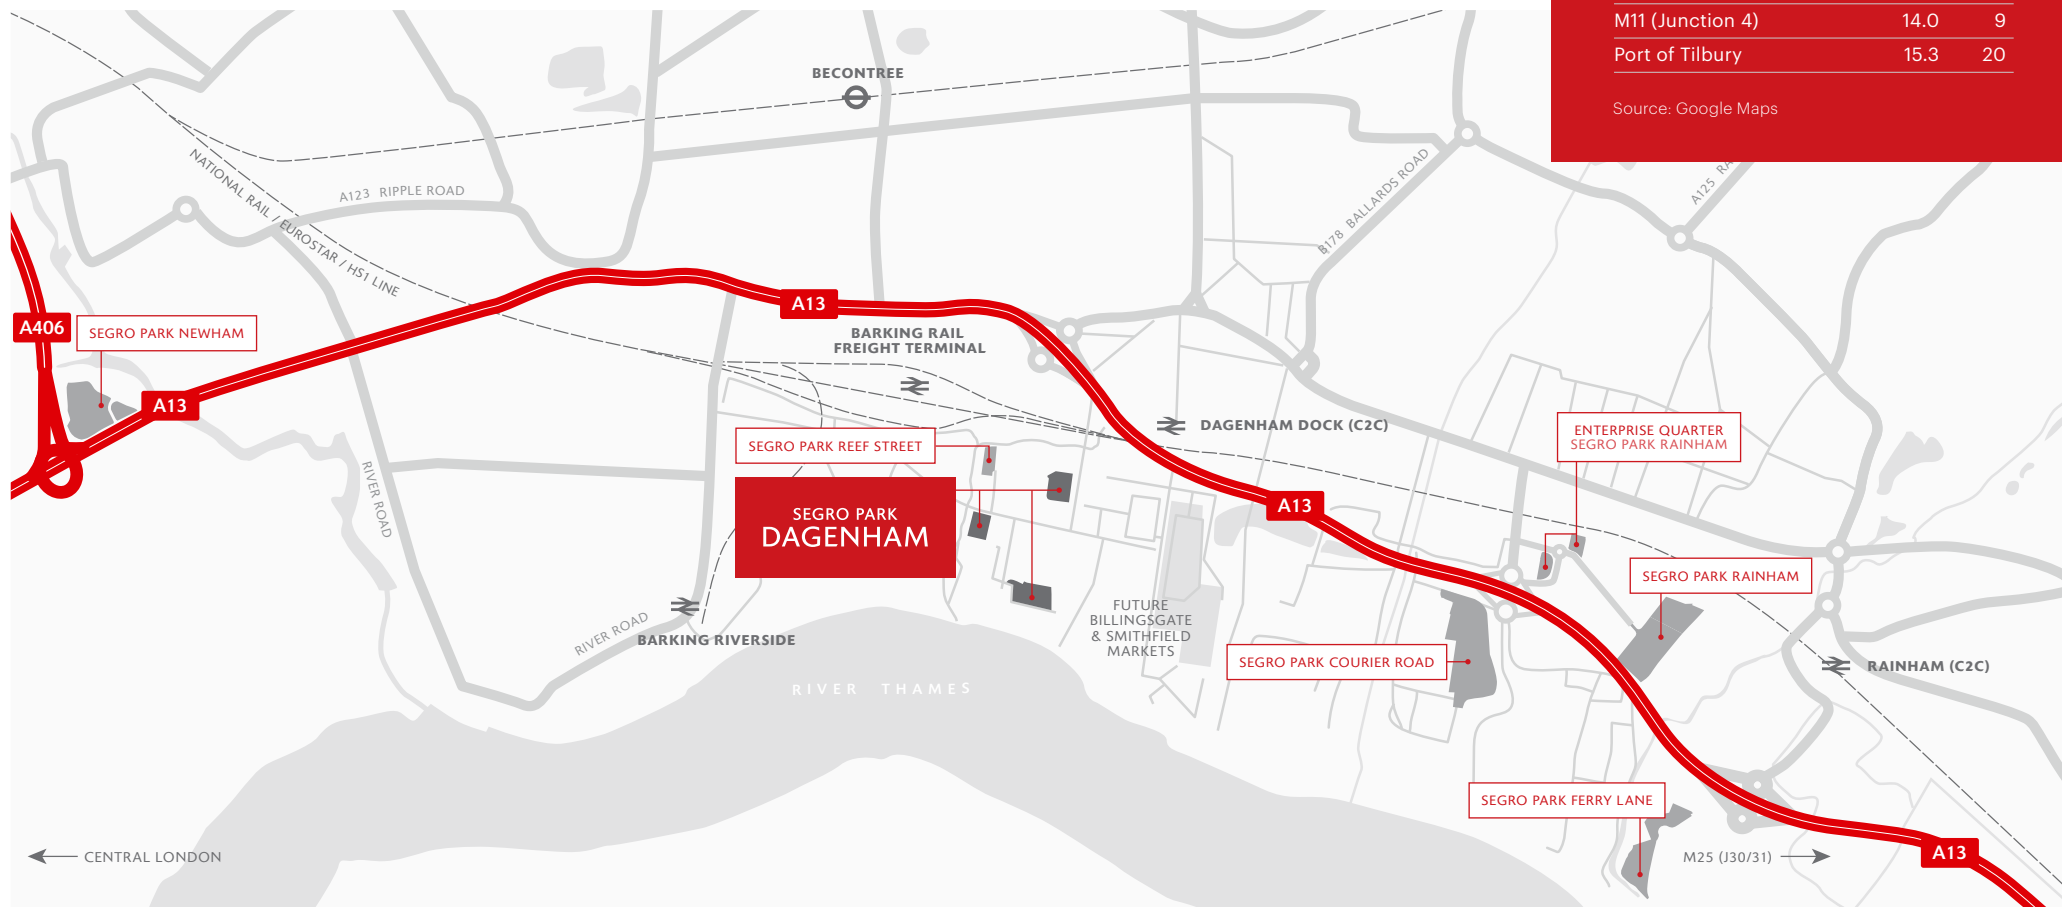 M11 (Junction 4) 14.0 9
Port of Tilbury 15.3 20
Source: Google Maps
BECONTREE
NATIONAL RAIL / EUROSTAR / HS1 LINE
A123 RIPPLE ROAD
B178 BALLARDS ROAD
A125
A406
SEGRO PARK NEWHAM
A13
A13
BARKING RAIL
FREIGHT TERMINAL
DAGENHAM DOCK (C2C)
SEGRO PARK REEF STREET
ENTERPRISE QUARTER
SEGRO PARK RAINHAM
RIVER ROAD
SEGRO PARK
DAGENHAM
A13
SEGRO PARK RAINHAM
FUTURE
BILLINGSGATE
& SMITHFIELD
MARKETS
RIVER ROAD
BARKING RIVERSIDE
SEGRO PARK COURIER ROAD
RAINHAM (C2C)
RIVER THAMES
SEGRO PARK FERRY LANE
CENTRAL LONDON
M25 (J30/31)
A13